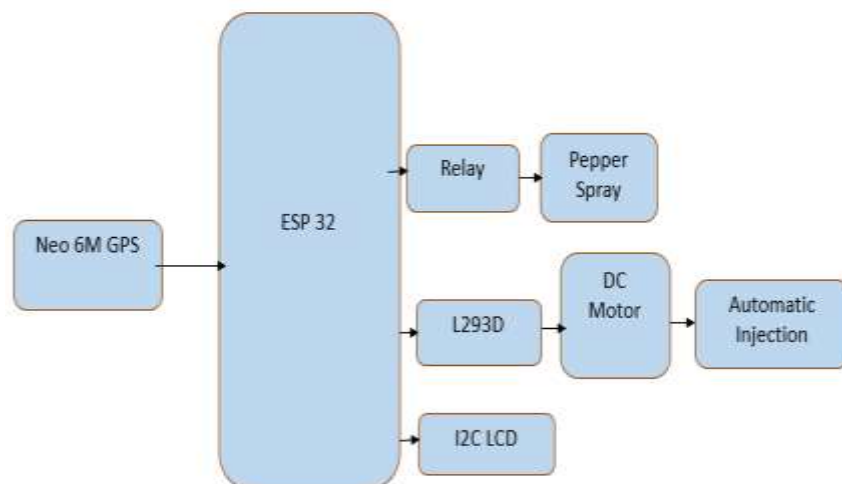 Neo 6M GPS
ESP 32
Relay
Pepper
Spray
L293D
DC
Motor
Automatic
Injection
I2C LCD